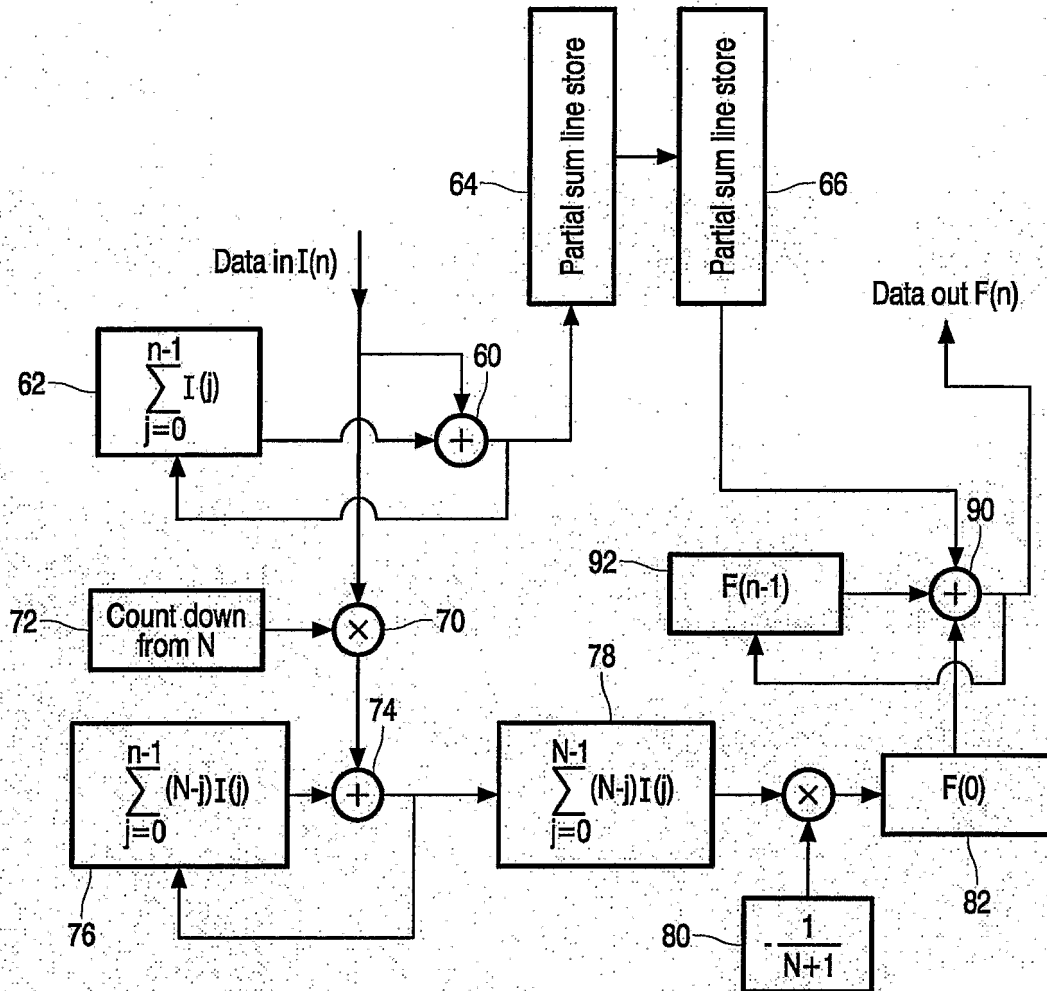 Partial sum line store
Partial sum line store
64
66
Data in I(n)
Data out F(n)
62
n-1
∑ I(j)
j=0
60
+
90
92
F(n-1)
+
72
Count down
from N
×
70
78
74
n-1
∑ (N-j)I(j)
j=0
+
N-1
∑ (N-j)I(j)
j=0
×
F(0)
76
82
80
- 1
N+1